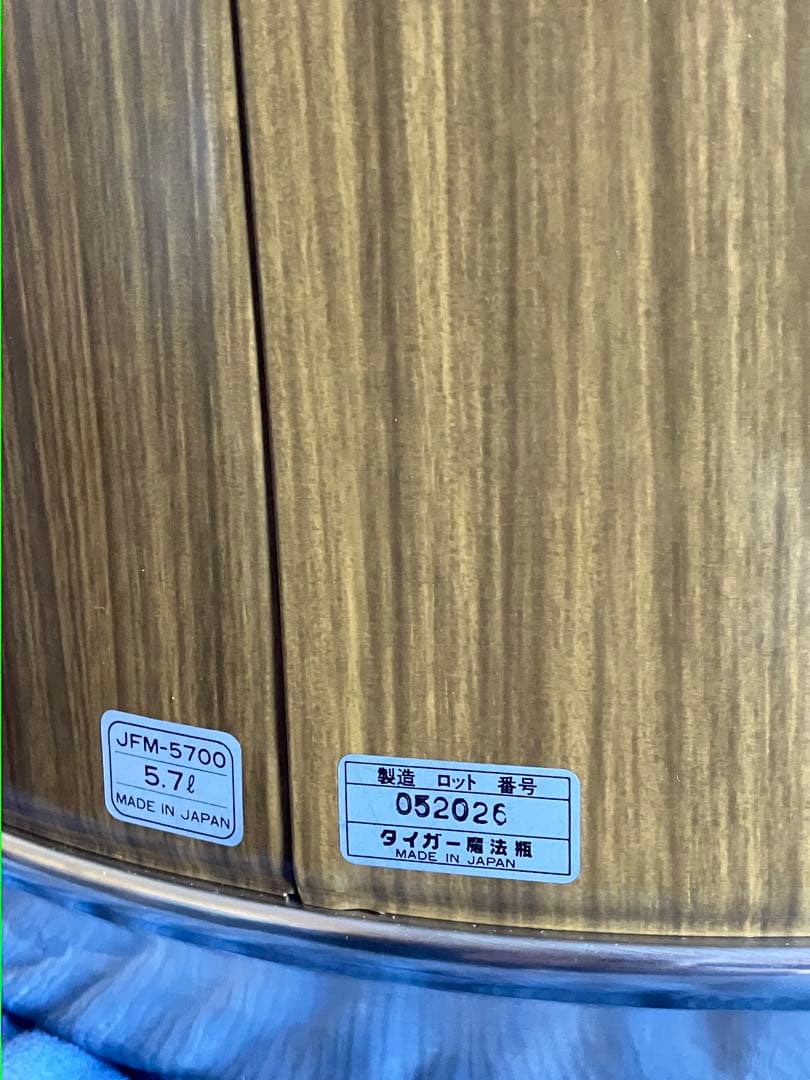 JFM-5700
5.7ℓ
MADE IN JAPAN
製造 ロット 番号
052026
タイガー魔法瓶
MADE IN JAPAN